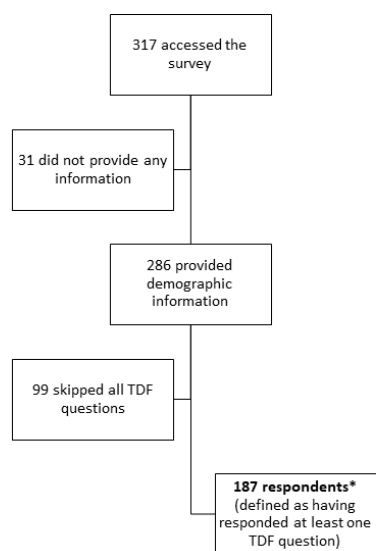 317 accessed the
survey
31 did not provide any
information
286 provided
demographic
information
99 skipped all TDF
questions
187 respondents*
(defined as having
responded at least one
TDF question)